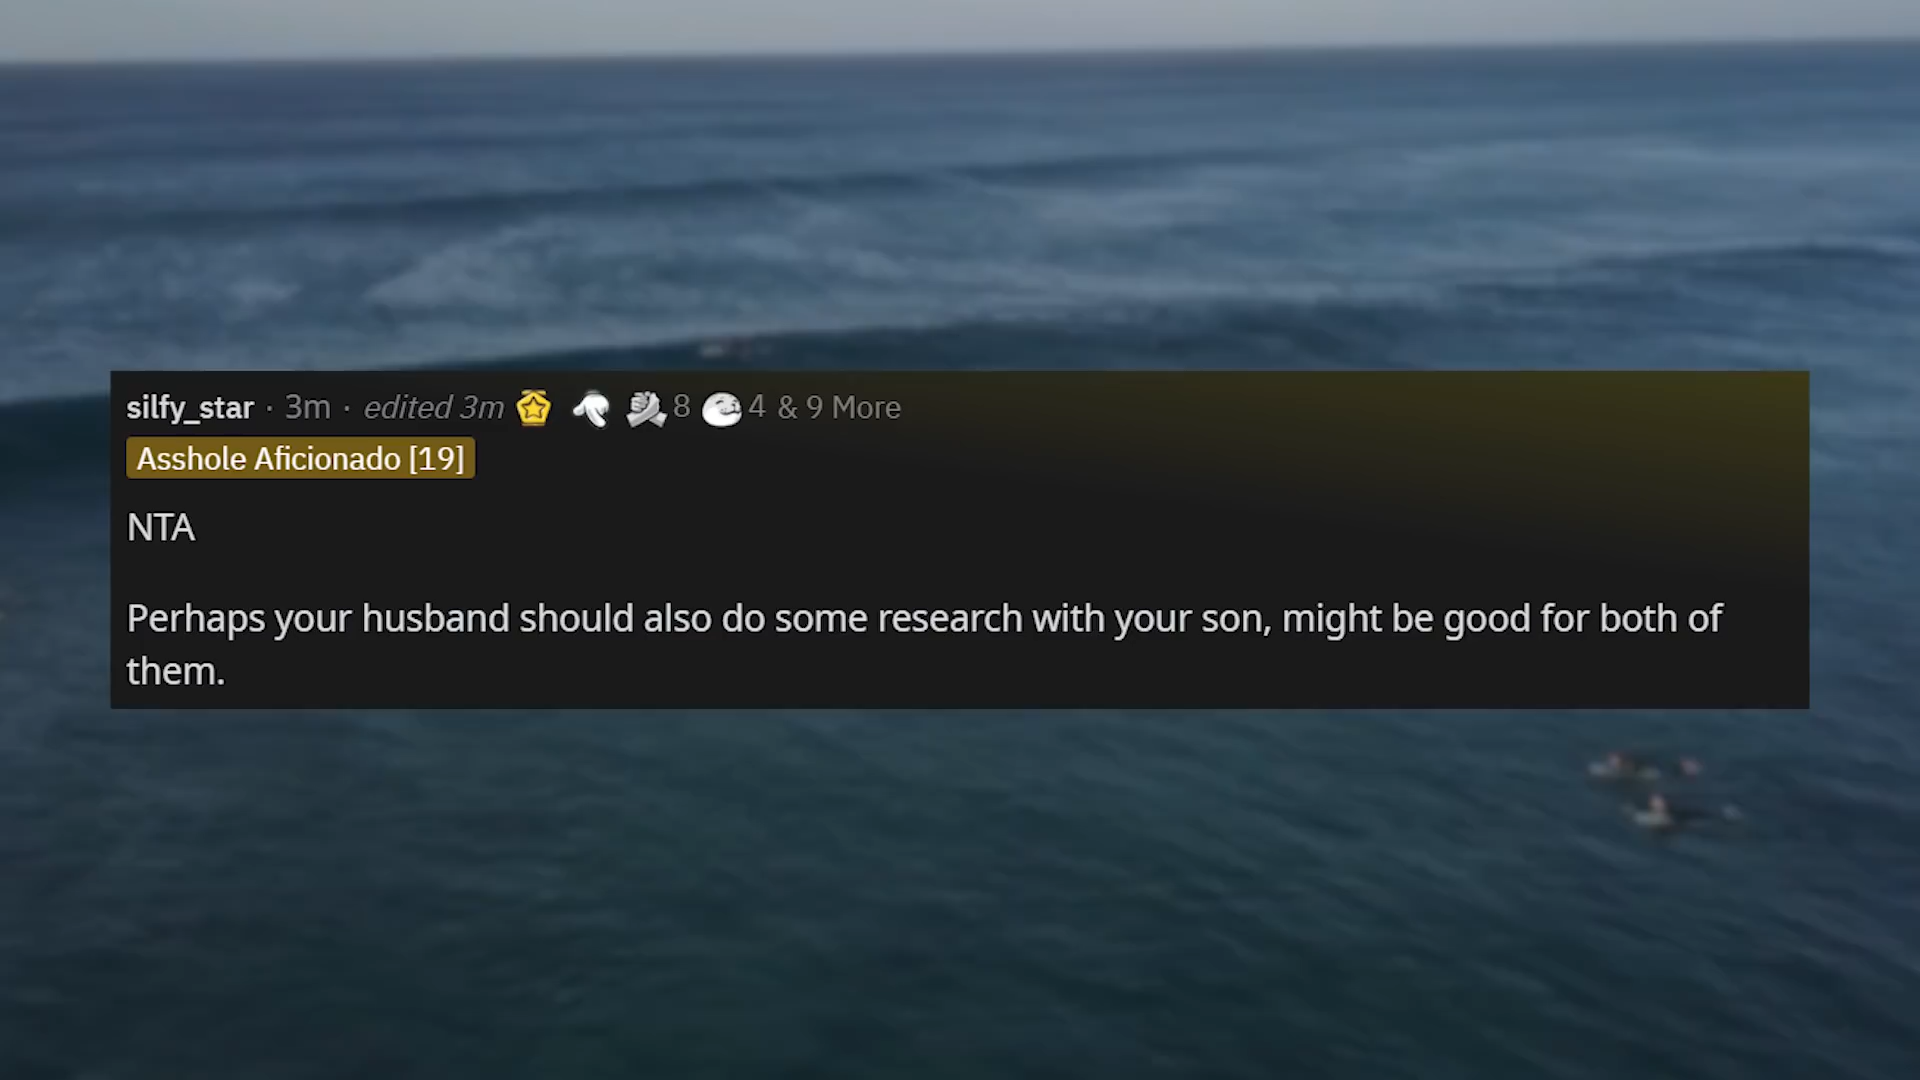 silfy_star · 3m · edited 3m 8 4 & 9 More
Asshole Aficionado [19]
NTA
Perhaps your husband should also do some research with your son, might be good for both of
them.